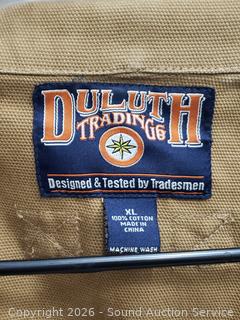 DULUTH
TRADING Co
Designed & Tested by Tradesmen
XL
100% COTTON
MADE IN
CHINA
MACHINE WASH
Copyright 2026 - Sound Auction Service